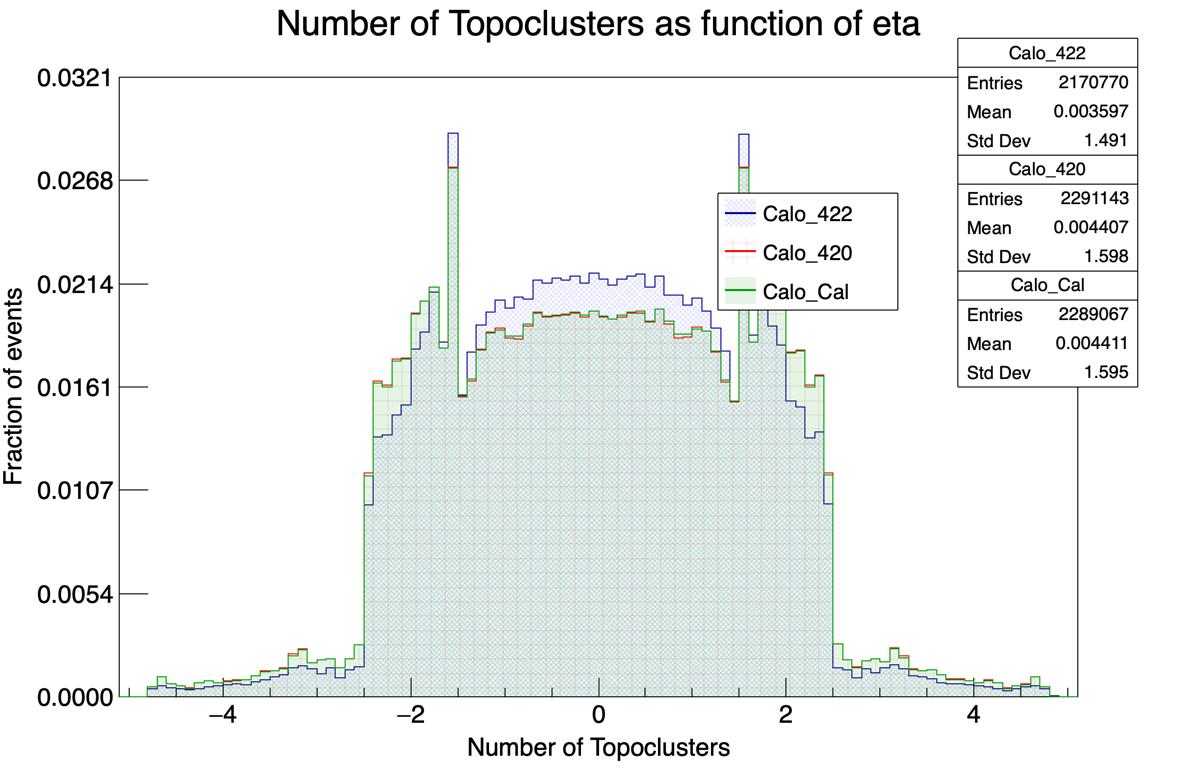 Number of Topoclusters as function of eta
Calo_422
Entries 2170770
Mean 0.003597
Std Dev 1.491
Calo_420
Entries 2291143
Mean 0.004407
Std Dev 1.598
Calo_Cal
Entries 2289067
Mean 0.004411
Std Dev 1.595
Calo_422
Calo_420
Calo_Cal
Fraction of events
0.0321
0.0268
0.0214
0.0161
0.0107
0.0054
0.0000
−4 −2 0 2 4
Number of Topoclusters